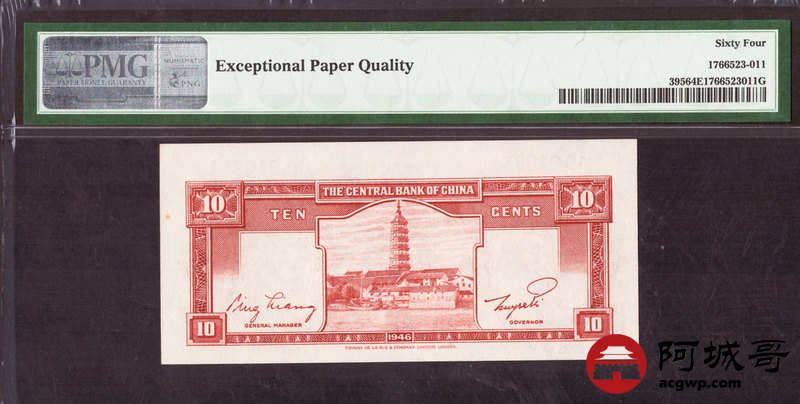 Sixty Four
PMG
PAPER MONEY GUARANTY
NUMISMATIC
PNG
Exceptional Paper Quality
1766523-011
39564E1766523011G
THE CENTRAL BANK OF CHINA
10
10
TEN
CENTS
GENERAL MANAGER
GOVERNOR
10
10
1946
THOMAS DE LA RUE & COMPANY, LIMITED, LONDON.
阿城哥
acgwp.com